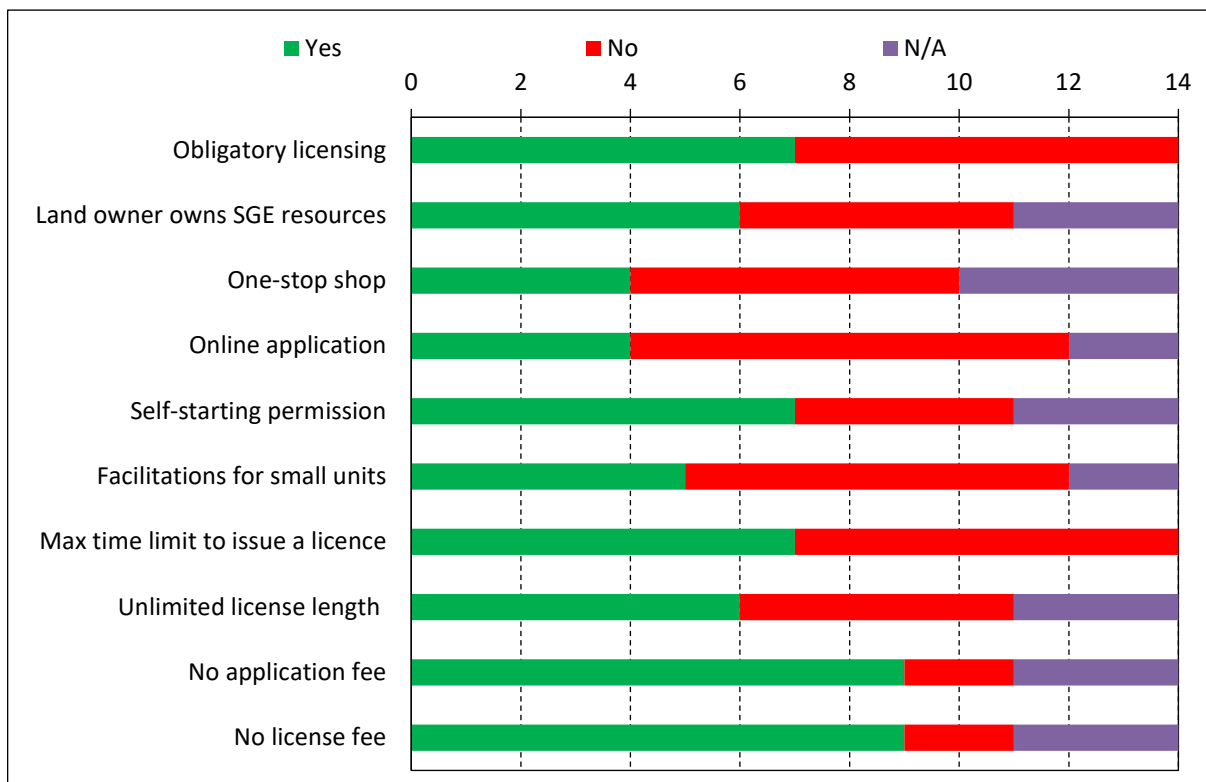 Yes No N/A
0 2 4 6 8 10 12 14
Obligatory licensing
Land owner owns SGE resources
One-stop shop
Online application
Self-starting permission
Facilitations for small units
Max time limit to issue a licence
Unlimited license length
No application fee
No license fee